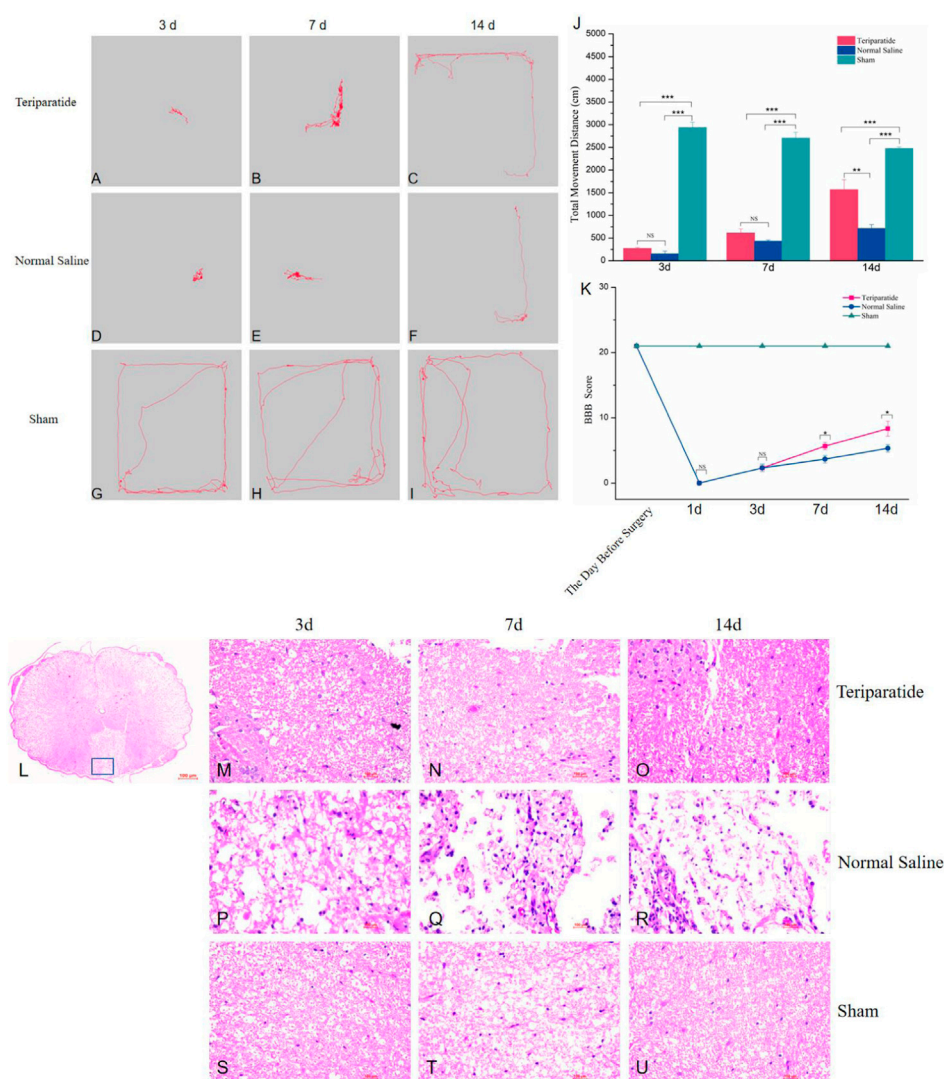 3 d 7 d 14 d
Teriparatide
A B C
Normal Saline
D E F
Sham
G H I
J
Teriparatide
Normal Saline
Sham
Total Movement Distance (cm)
5000
4500
4000
3500
3000
2500
2000
1500
1000
500
0
NS *** ***
NS *** ***
** *** ***
3d 7d 14d
K
Teriparatide
Normal Saline
Sham
BBB Score
30
20
10
0
NS NS * *
The Day Before Surgery 1d 3d 7d 14d
3d 7d 14d
L
100 μm
M N O
Teriparatide
P Q R
Normal Saline
S T U
Sham